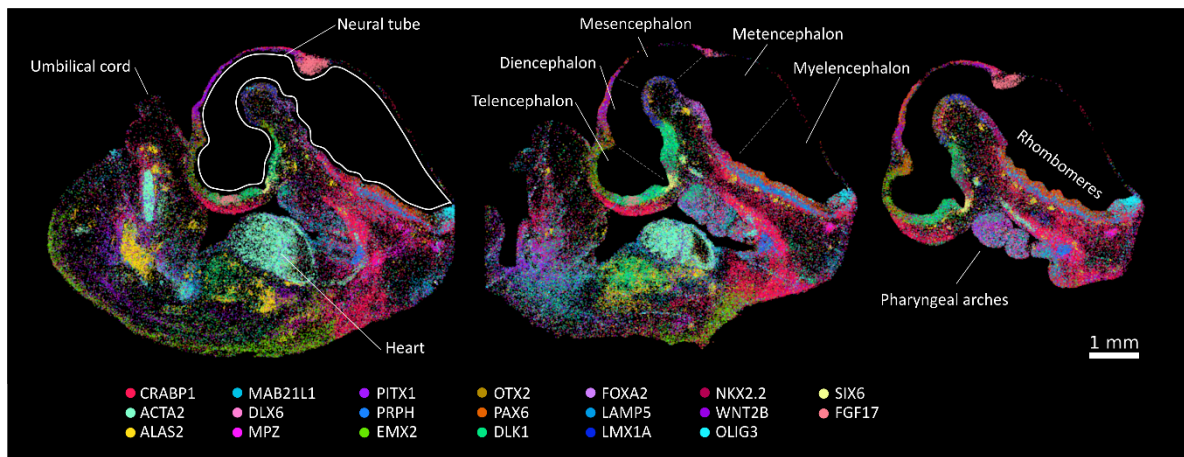 Neural tube
Umbilical cord
Heart
Mesencephalon
Metencephalon
Diencephalon
Myelencephalon
Telencephalon
Rhombomeres
Pharyngeal arches
1 mm
CRABP1 MAB21L1 PITX1 OTX2 FOXA2 NKX2.2 SIX6
ACTA2 DLX6 PRPH PAX6 LAMP5 WNT2B FGF17
ALAS2 MPZ EMX2 DLK1 LMX1A OLIG3